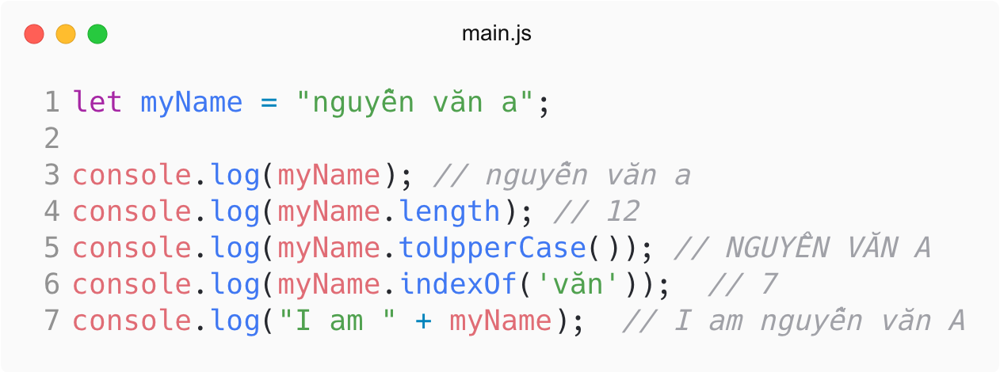 main.js
1 let myName = "nguyễn văn a";
2
3 console.log(myName); // nguyễn văn a
4 console.log(myName.length); // 12
5 console.log(myName.toUpperCase()); // NGUYÊN VĂN A
6 console.log(myName.indexOf('văn'));  // 7
7 console.log("I am " + myName);  // I am nguyễn văn A